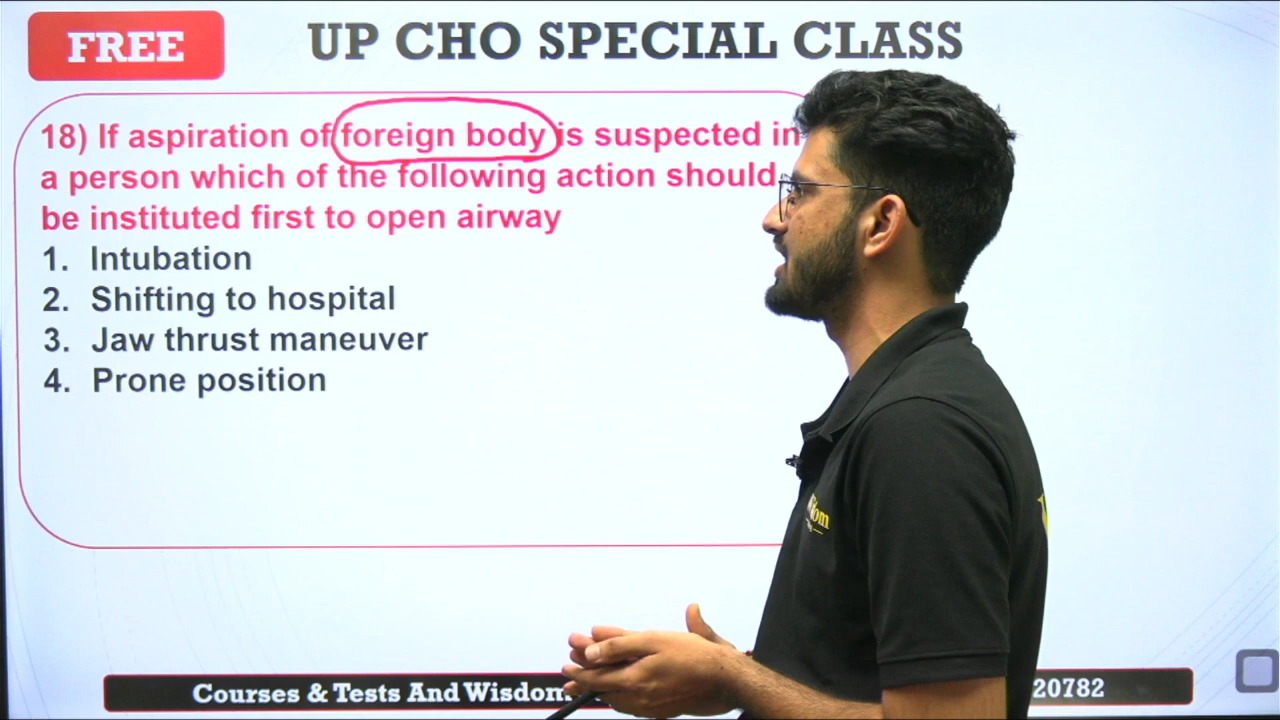 FREE
UP CHO SPECIAL CLASS
18) If aspiration of foreign body is suspected in
a person which of the following action should
be instituted first to open airway
1. Intubation
2. Shifting to hospital
3. Jaw thrust maneuver
4. Prone position
Courses & Tests And Wisdom
20782